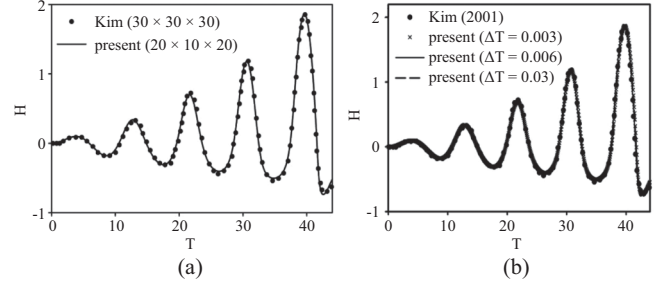 Kim (30 × 30 × 30)
present (20 × 10 × 20)
2
1
0
-1
H
0
10
20
30
40
T
(a)
Kim (2001)
present (ΔT = 0.003)
present (ΔT = 0.006)
present (ΔT = 0.03)
2
1
0
-1
H
0
10
20
30
40
T
(b)